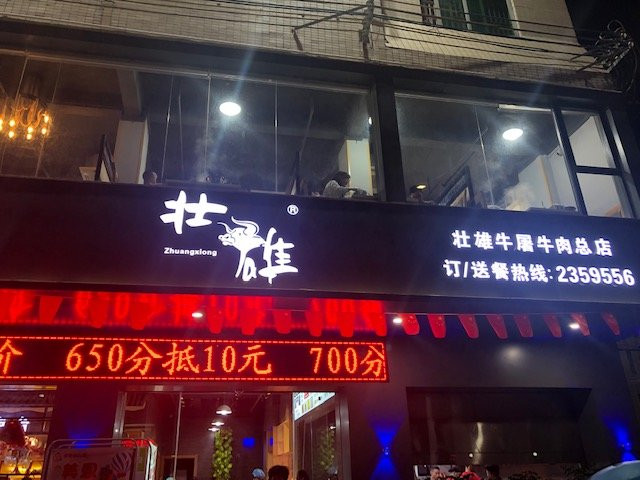 壮雄
®
Zhuangxiong
壮雄牛屠牛肉总店
订/送餐热线:2359556
介 650分抵10元 700分